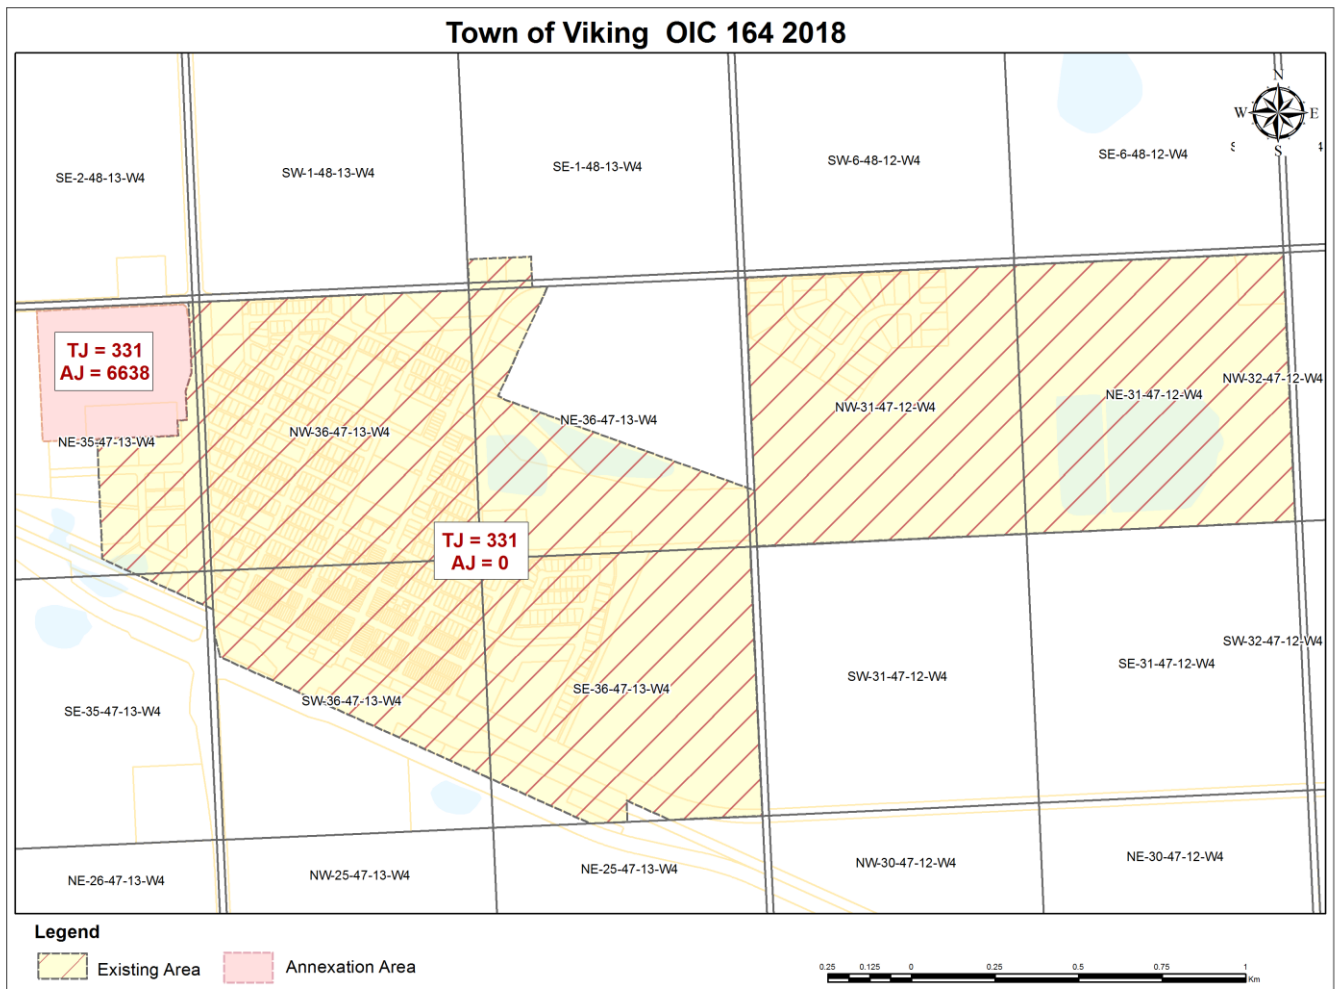 Town of Viking  OIC 164 2018
N
W E
S
SE-2-48-13-W4
SW-1-48-13-W4
SE-1-48-13-W4
SW-6-48-12-W4
SE-6-48-12-W4
TJ = 331
AJ = 6638
NE-35-47-13-W4
NW-36-47-13-W4
NE-36-47-13-W4
NW-31-47-12-W4
NE-31-47-12-W4
NW-32-47-12-W4
TJ = 331
AJ = 0
SE-35-47-13-W4
SW-36-47-13-W4
SE-36-47-13-W4
SW-31-47-12-W4
SE-31-47-12-W4
SW-32-47-12-W4
NE-26-47-13-W4
NW-25-47-13-W4
NE-25-47-13-W4
NW-30-47-12-W4
NE-30-47-12-W4
Legend
Existing Area
Annexation Area
0.25 0.125 0 0.25 0.5 0.75 1
Km